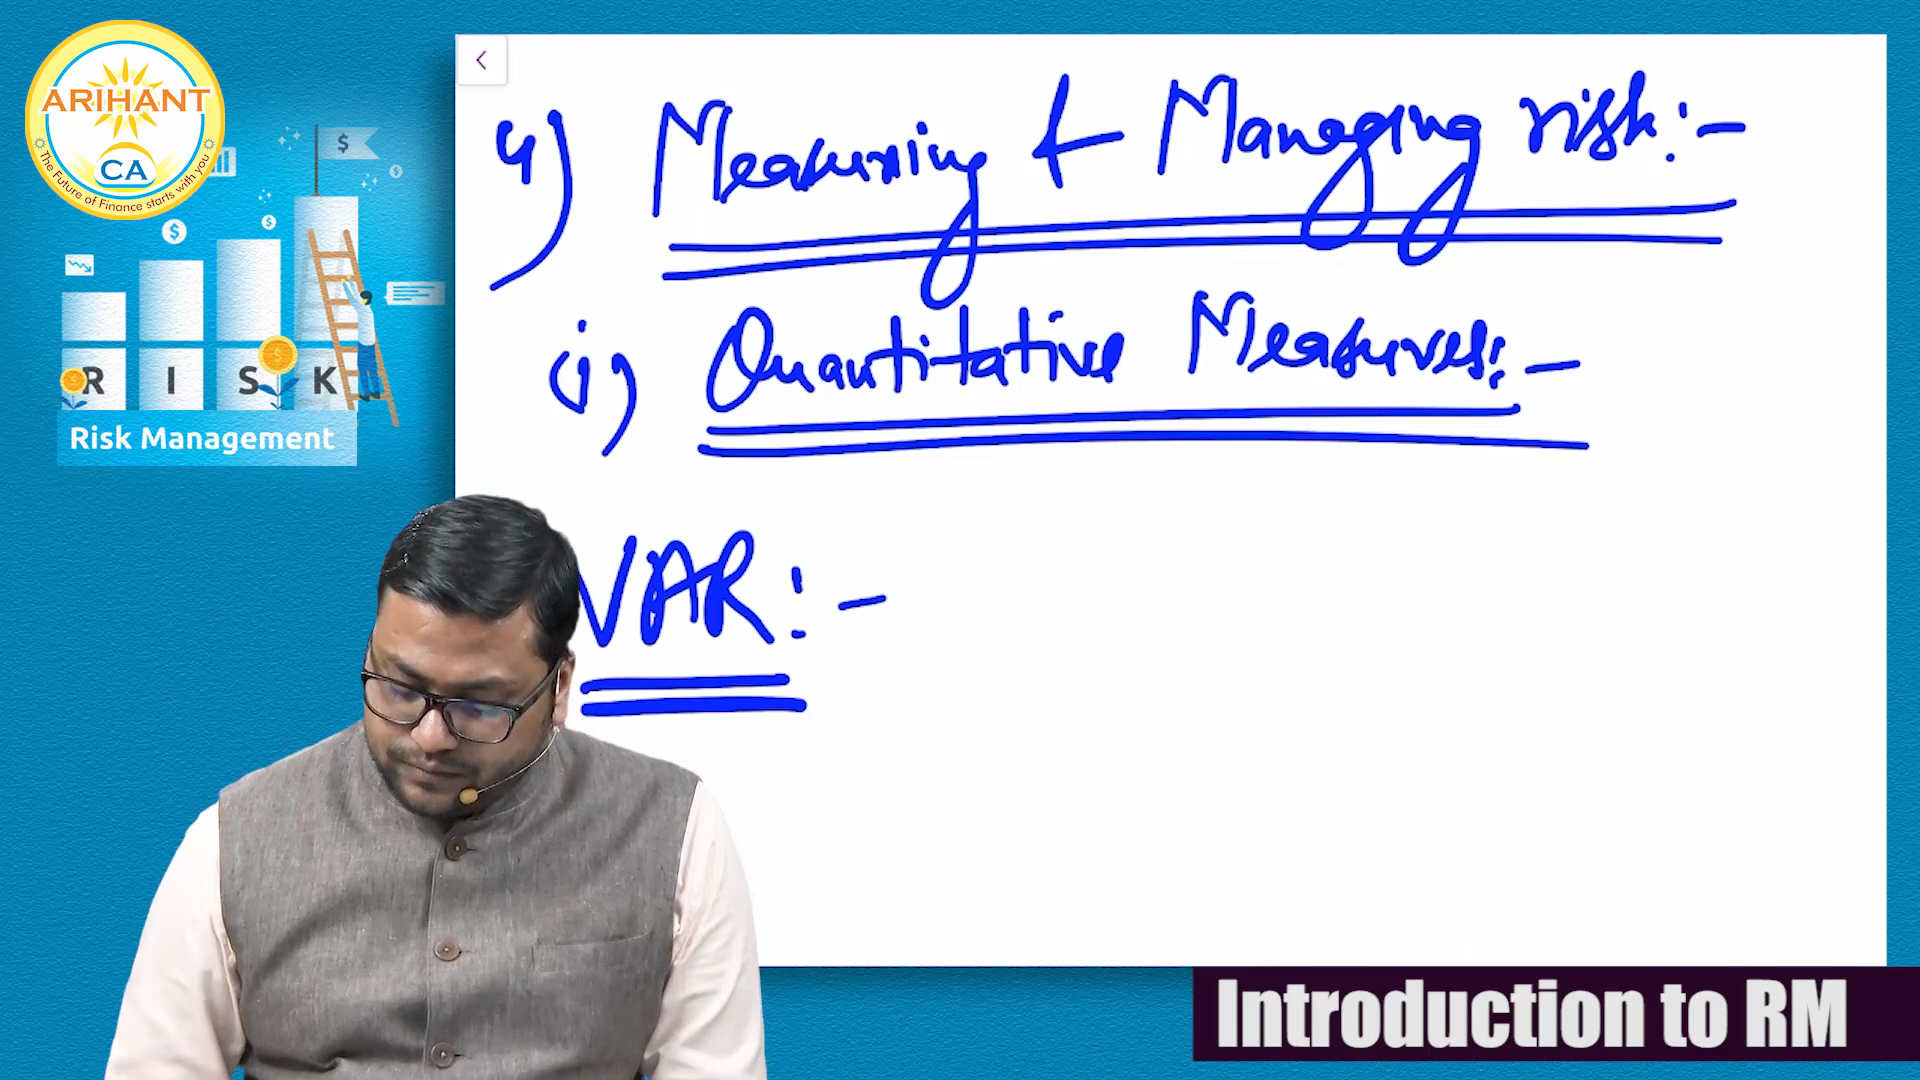 ARIHANT
CA
The Future of Finance starts with you
R I S K
Risk Management
4) Measuring & Managing risk:-
(i) Quantitative Measures:-
VAR:-
Introduction to RM